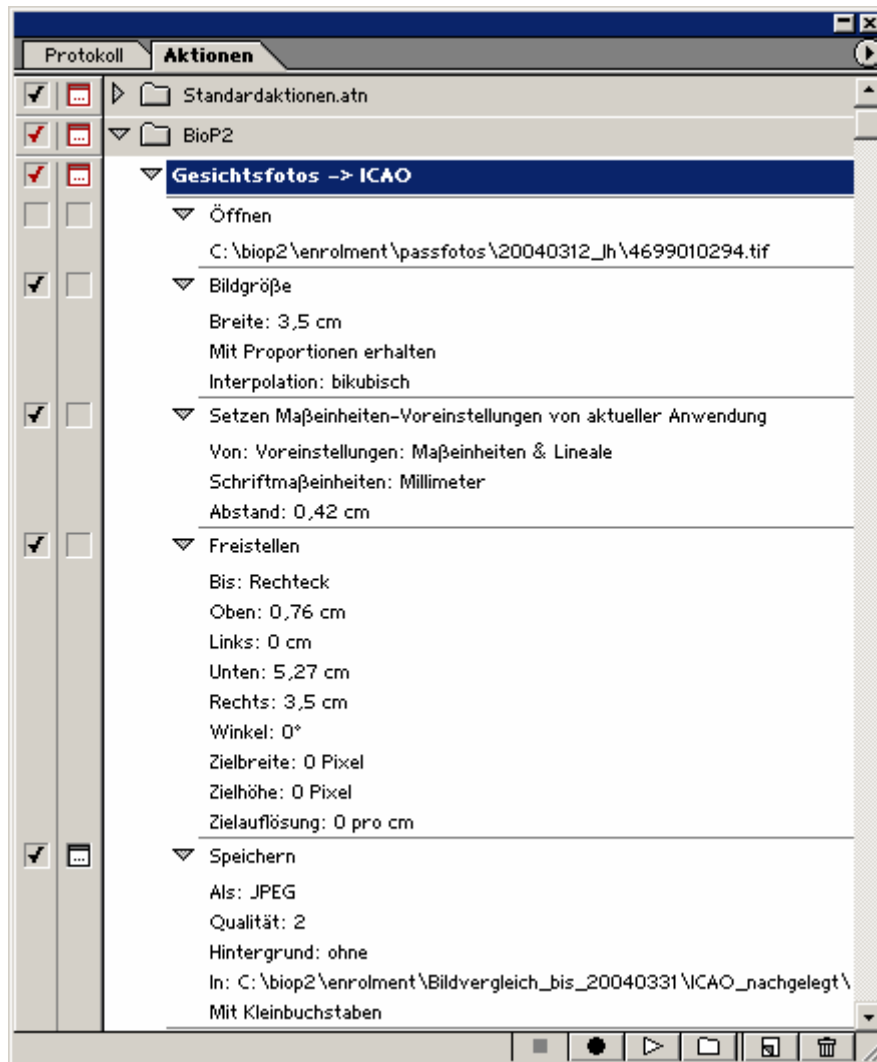 Protokoll Aktionen
Standardaktionen.atn
BioP2
Gesichtsfotos -> ICAO
Öffnen
C:\biop2\enrolment\passfotos\20040312_lh\4699010294.tif
Bildgröße
Breite: 3,5 cm
Mit Proportionen erhalten
Interpolation: bikubisch
Setzen Maßeinheiten-Voreinstellungen von aktueller Anwendung
Von: Voreinstellungen: Maßeinheiten & Lineale
Schriftmaßeinheiten: Millimeter
Abstand: 0,42 cm
Freistellen
Bis: Rechteck
Oben: 0,76 cm
Links: 0 cm
Unten: 5,27 cm
Rechts: 3,5 cm
Winkel: 0°
Zielbreite: 0 Pixel
Zielhöhe: 0 Pixel
Zielauflösung: 0 pro cm
Speichern
Als: JPEG
Qualität: 2
Hintergrund: ohne
In: C:\biop2\enrolment\Bildvergleich_bis_20040331\ICAO_nachgelegt\
Mit Kleinbuchstaben